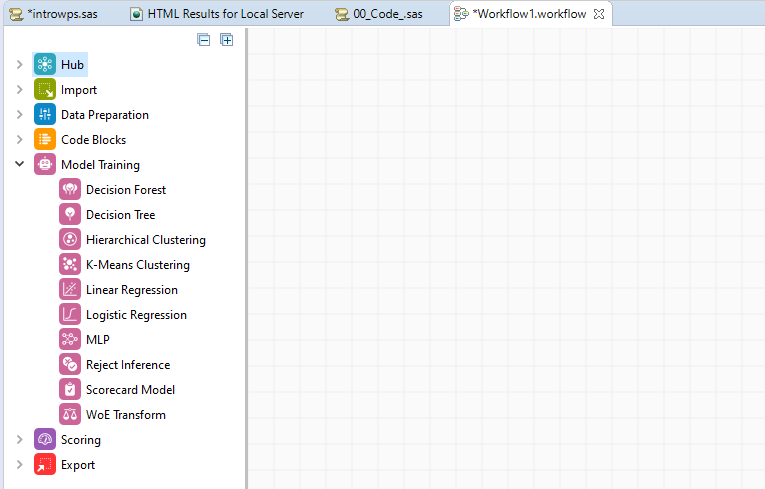 *introwps.sas
HTML Results for Local Server
00_Code_.sas
*Workflow1.workflow
Hub
Import
Data Preparation
Code Blocks
Model Training
Decision Forest
Decision Tree
Hierarchical Clustering
K-Means Clustering
Linear Regression
Logistic Regression
MLP
Reject Inference
Scorecard Model
WoE Transform
Scoring
Export